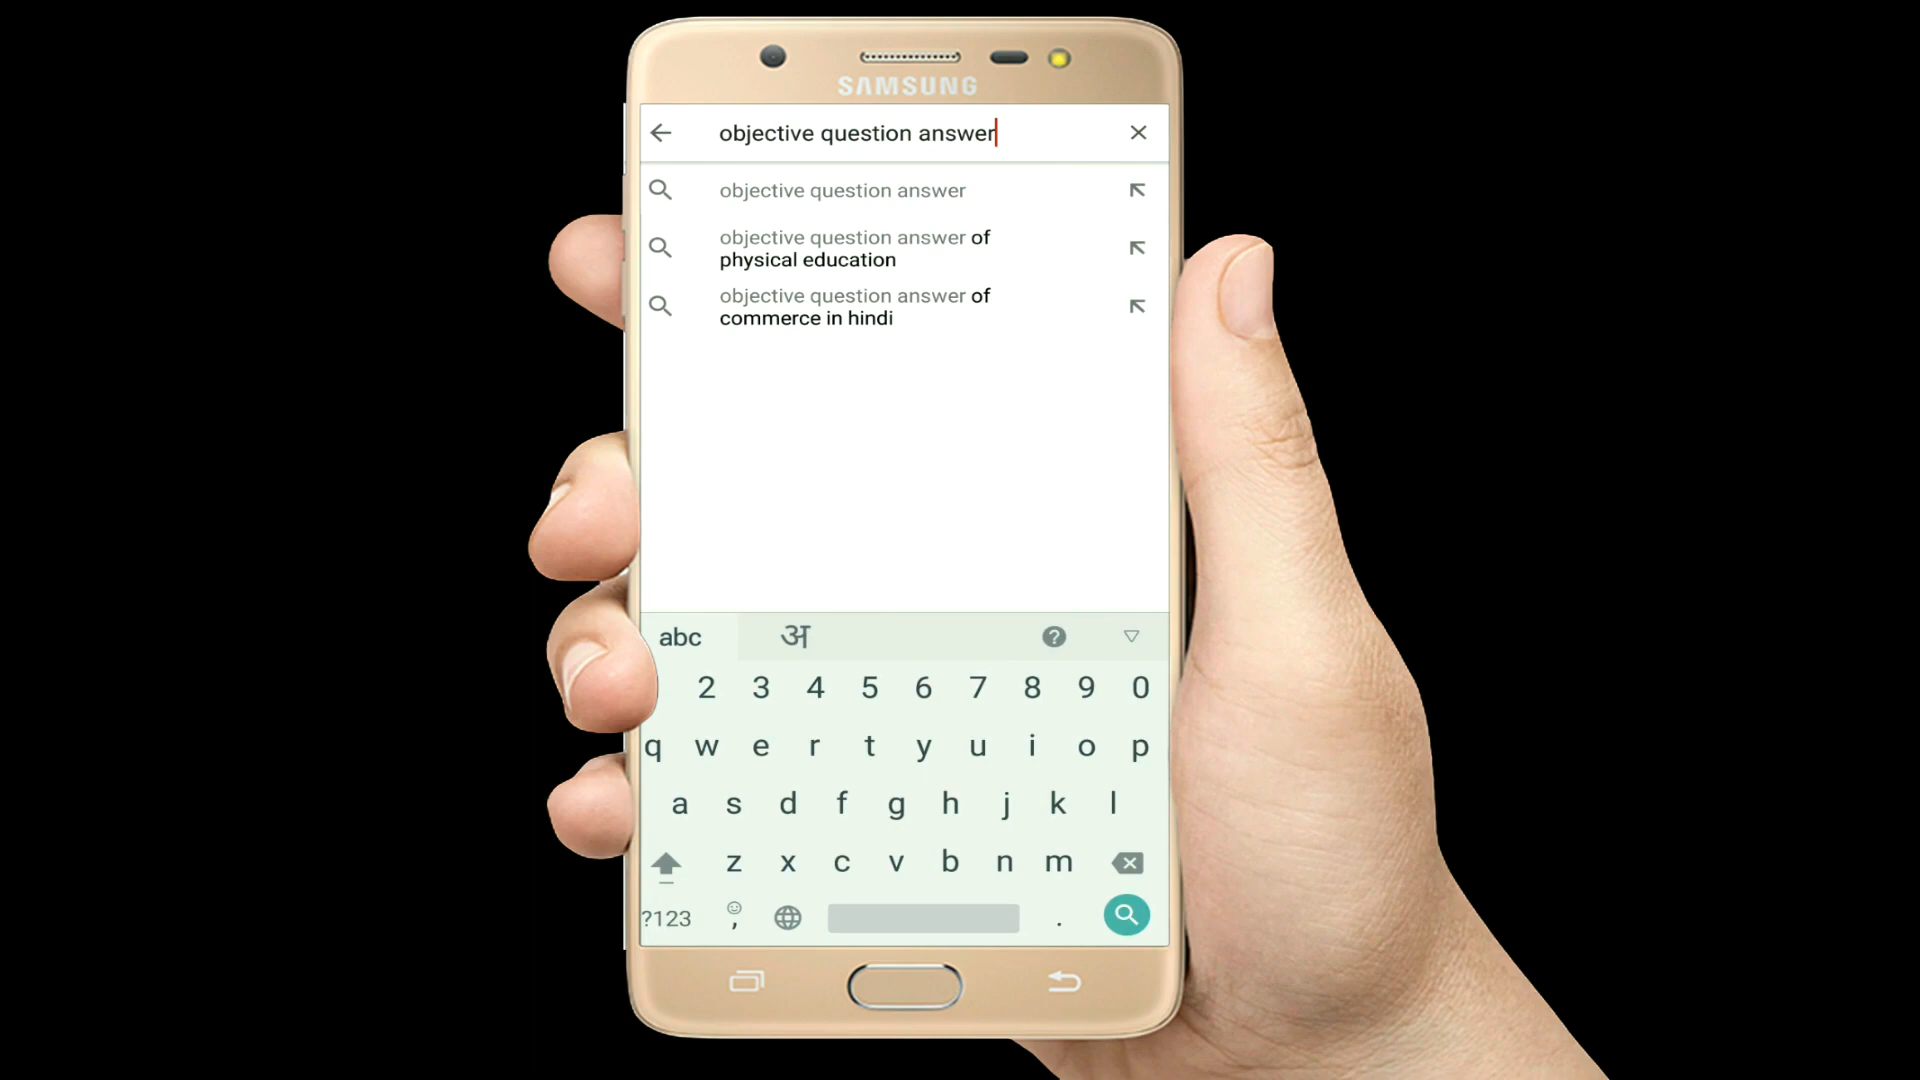 SAMSUNG
objective question answer
objective question answer
objective question answer of
physical education
objective question answer of
commerce in hindi
abc अ ?
2 3 4 5 6 7 8 9 0
q w e r t y u i o p
a s d f g h j k l
z x c v b n m
?123 , .